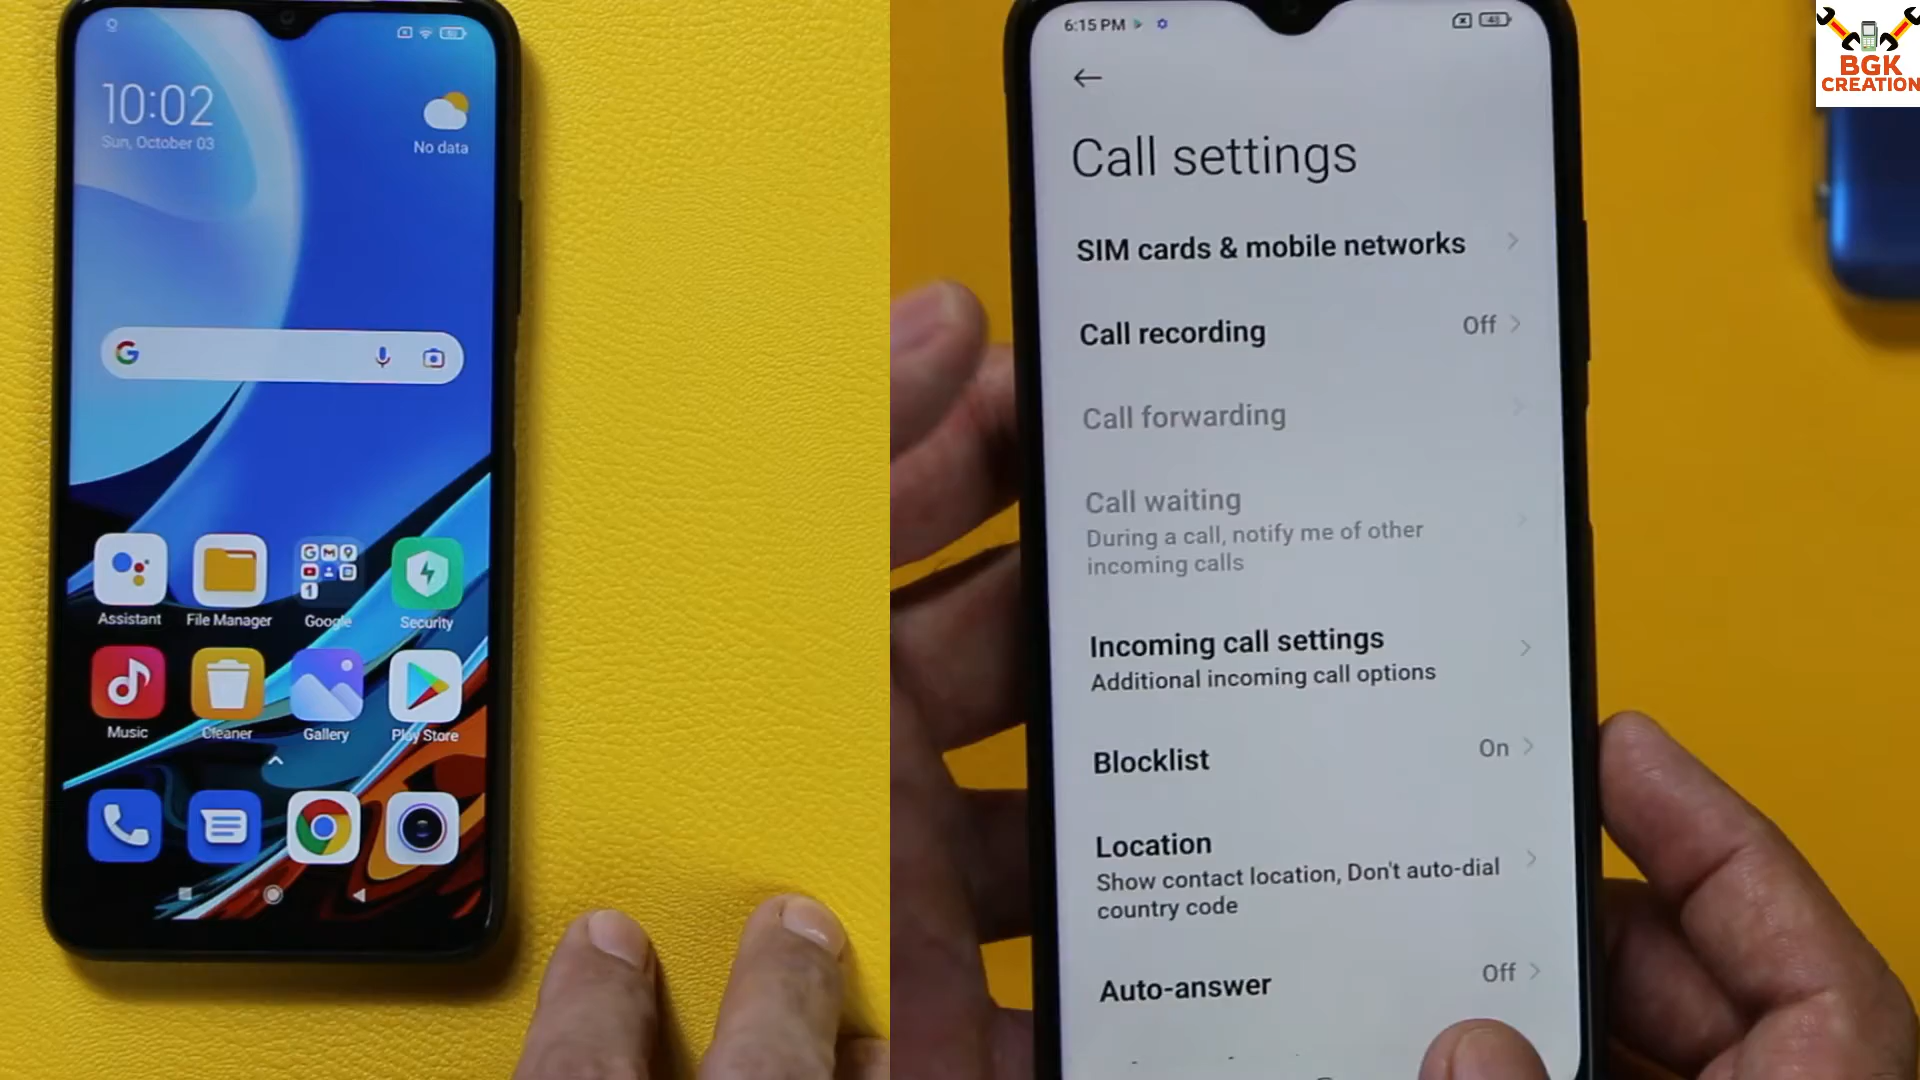 10:02
Sun, October 03
No data
G
Assistant
File Manager
Google
Security
Music
Cleaner
Gallery
Play Store
6:15 PM
Call settings
SIM cards & mobile networks
Call recording
Off
Call forwarding
Call waiting
During a call, notify me of other
incoming calls
Incoming call settings
Additional incoming call options
Blocklist
On
Location
Show contact location, Don't auto-dial
country code
Auto-answer
Off
BGK
CREATION